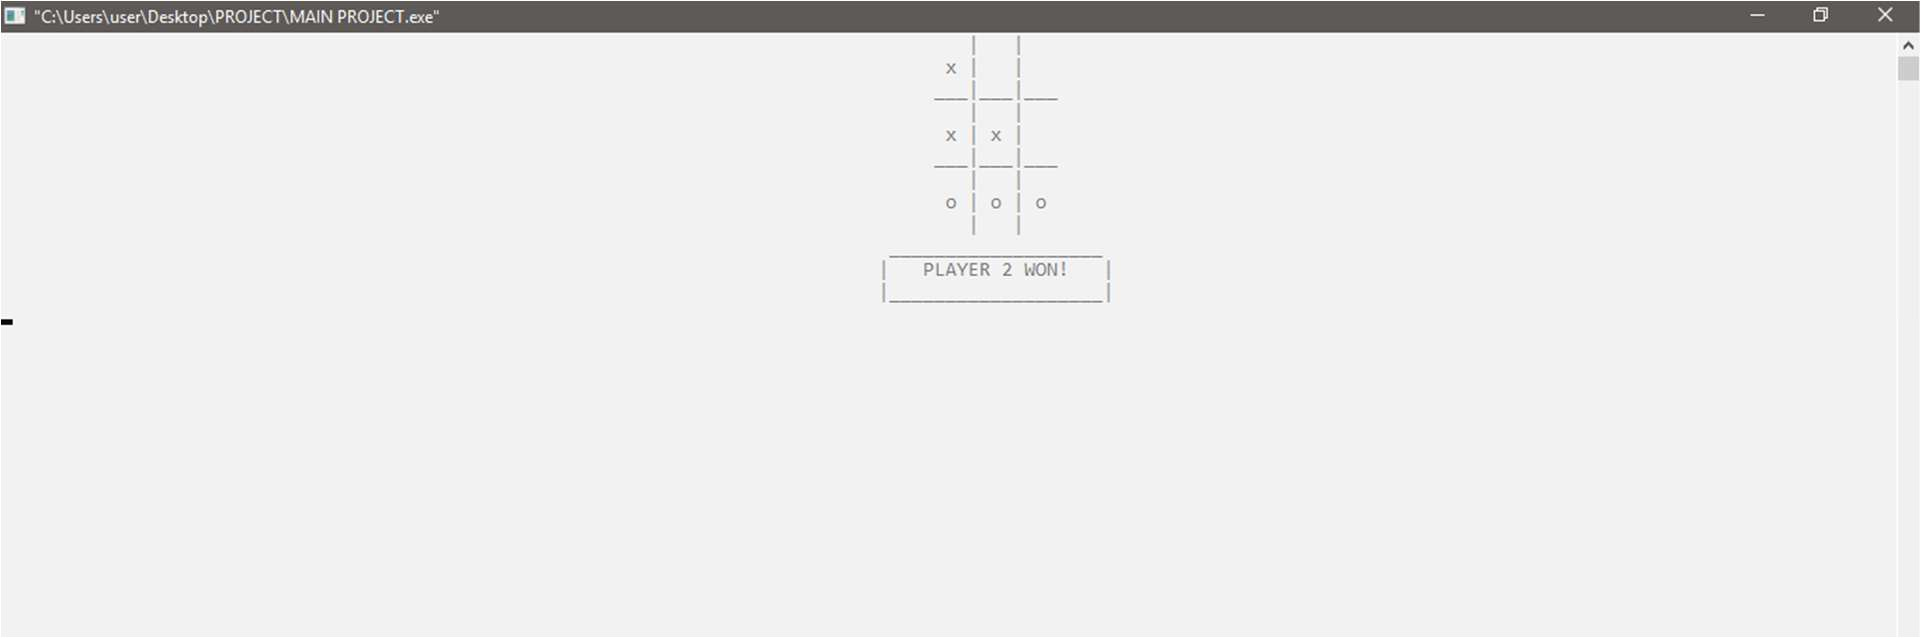 "C:\Users\user\Desktop\PROJECT\MAIN PROJECT.exe"
x
x x
o o o
PLAYER 2 WON!